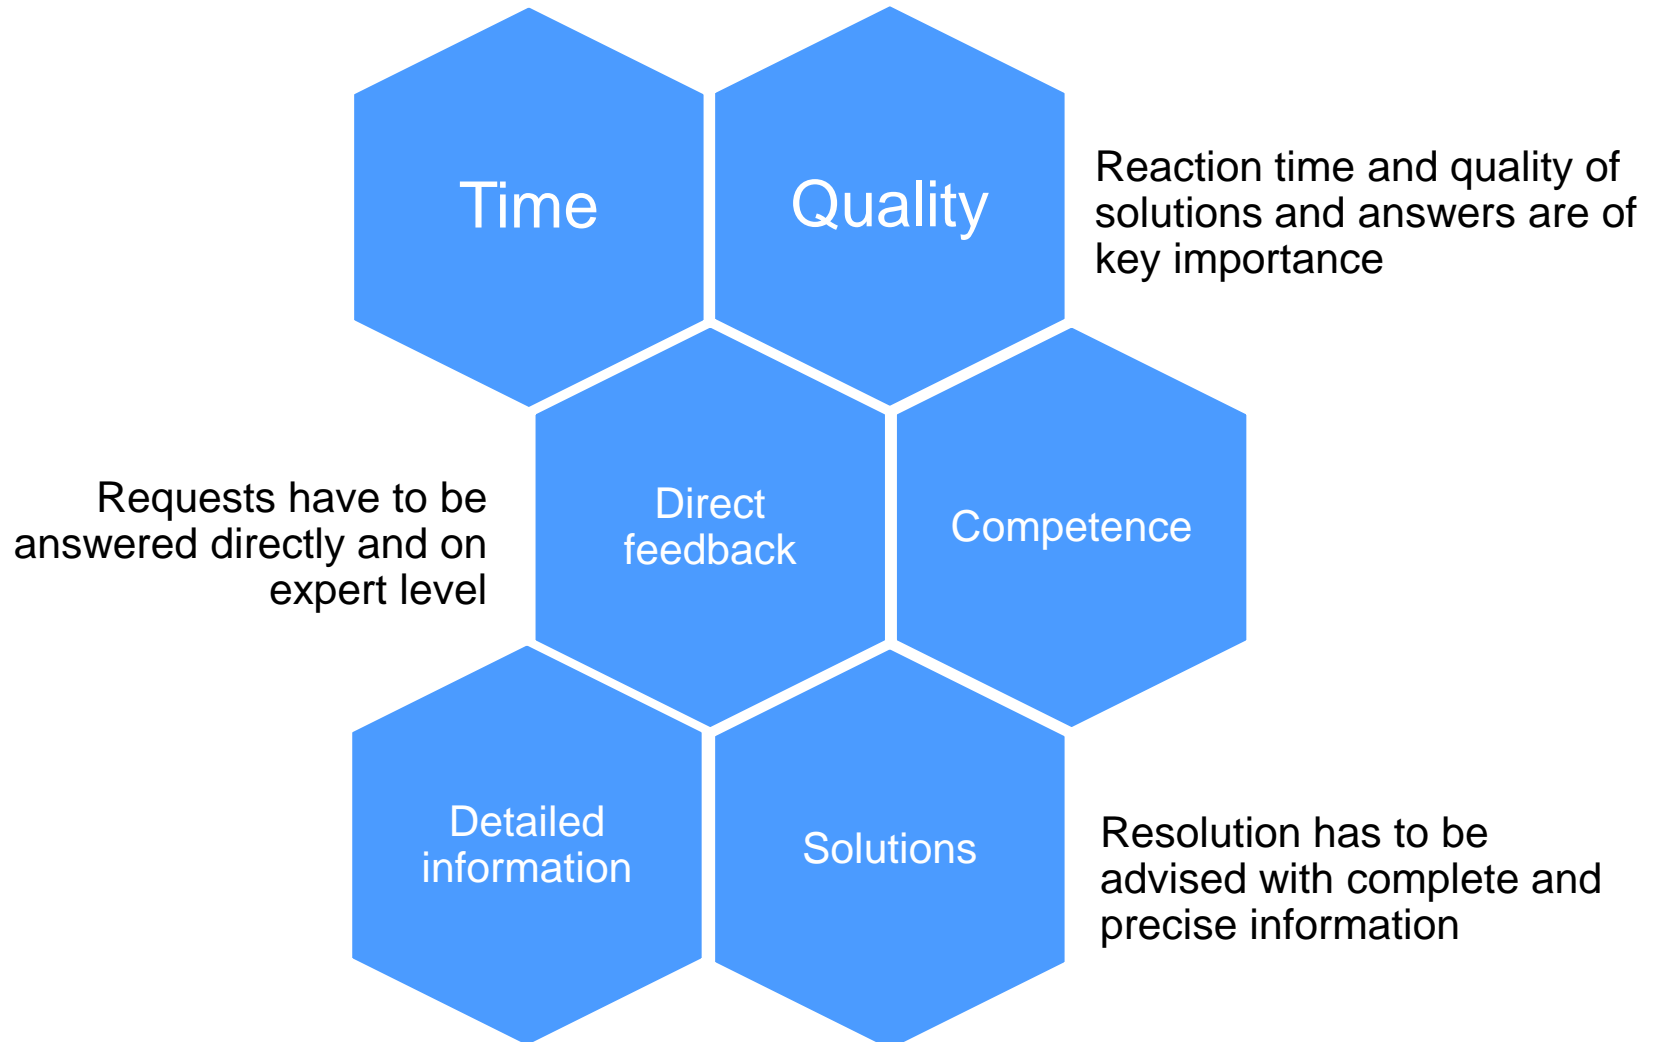 Time
Quality
Reaction time and quality of
solutions and answers are of
key importance
Requests have to be
answered directly and on
expert level
Direct
feedback
Competence
Detailed
information
Solutions
Resolution has to be
advised with complete and
precise information